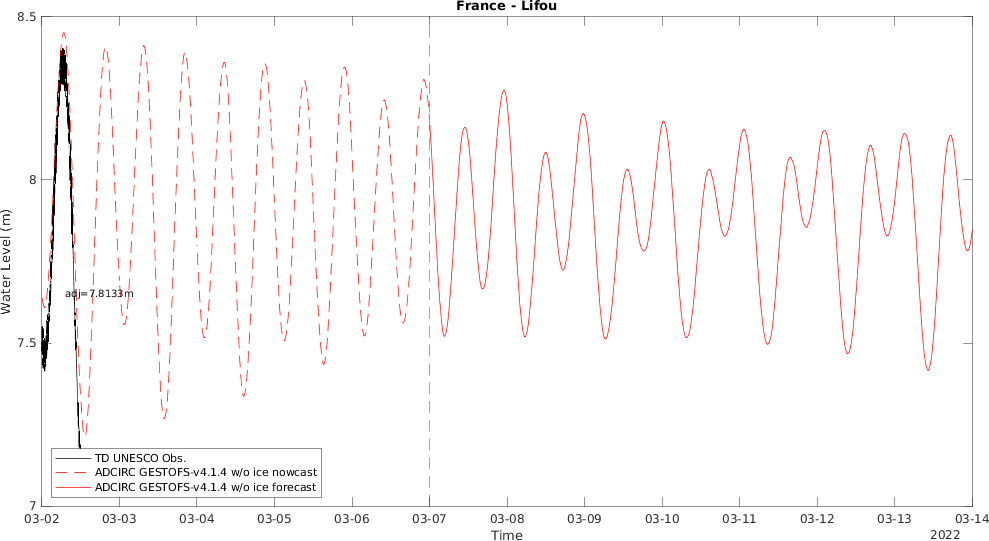 France - Lifou
8.5
8
7.5
7
Water Level (m)
adj=7.8133m
TD UNESCO Obs.
ADCIRC GESTOFS-v4.1.4 w/o ice nowcast
ADCIRC GESTOFS-v4.1.4 w/o ice forecast
03-02 03-03 03-04 03-05 03-06 03-07 03-08 03-09 03-10 03-11 03-12 03-13 03-14
Time
2022